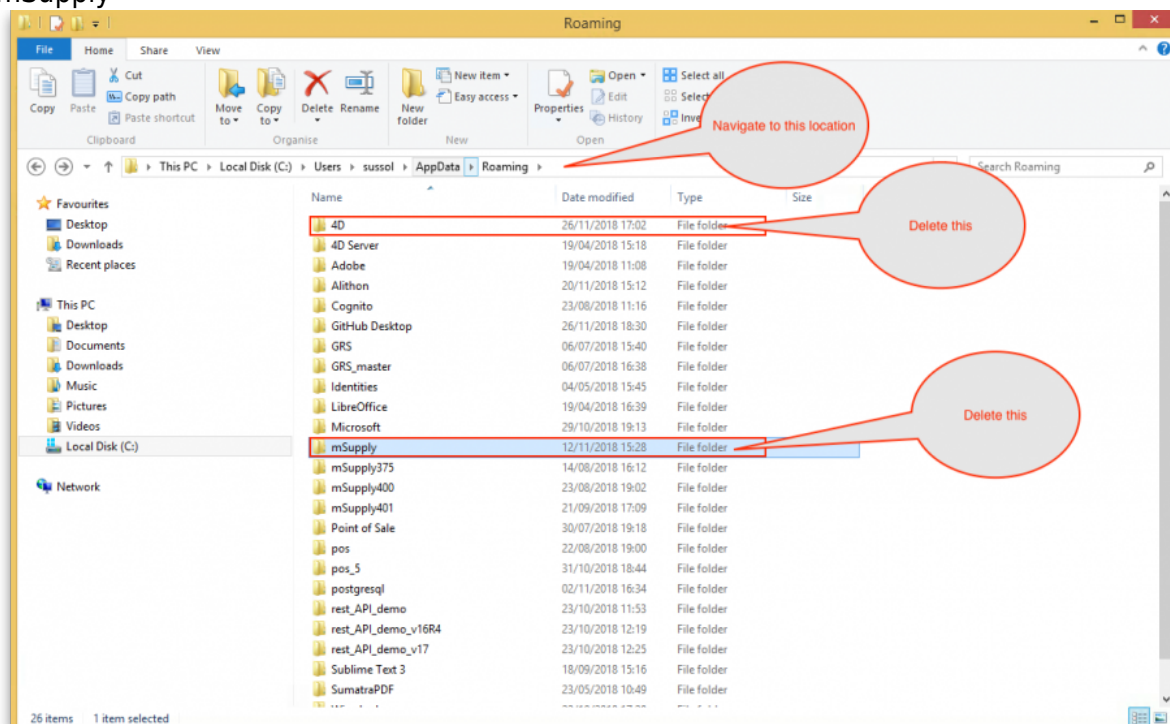 mSupply
Roaming
File Home Share View
Copy
Paste
Cut
Copy path
Paste shortcut
Move to
Copy to
Delete
Rename
New folder
New item
Easy access
Properties
Open
Edit
History
Select all
Clipboard
Organise
New
Open
Navigate to this location
This PC Local Disk (C:) Users sussol AppData Roaming
Search Roaming
Name Date modified Type Size
Favourites
Desktop
Downloads
Recent places
This PC
Desktop
Documents
Downloads
Music
Pictures
Videos
Local Disk (C:)
Network
4D 26/11/2018 17:02 File folder
Delete this
4D Server 19/04/2018 15:18 File folder
Adobe 19/04/2018 11:08 File folder
Alithon 20/11/2018 15:12 File folder
Cognito 23/08/2018 11:16 File folder
GitHub Desktop 26/11/2018 18:30 File folder
GRS 06/07/2018 15:40 File folder
GRS_master 06/07/2018 16:38 File folder
Identities 04/05/2018 15:45 File folder
LibreOffice 19/04/2018 16:39 File folder
Delete this
Microsoft 29/10/2018 19:13 File folder
mSupply 12/11/2018 15:28 File folder
mSupply375 14/08/2018 16:12 File folder
mSupply400 23/08/2018 19:02 File folder
mSupply401 21/09/2018 17:09 File folder
Point of Sale 30/07/2018 19:18 File folder
pos 22/08/2018 19:00 File folder
pos_5 31/10/2018 18:44 File folder
postgresql 02/11/2018 16:34 File folder
rest_API_demo 23/10/2018 11:53 File folder
rest_API_demo_v16R4 23/10/2018 12:19 File folder
rest_API_demo_v17 23/10/2018 12:25 File folder
Sublime Text 3 18/09/2018 15:16 File folder
SumatraPDF 23/05/2018 10:49 File folder
26 items 1 item selected